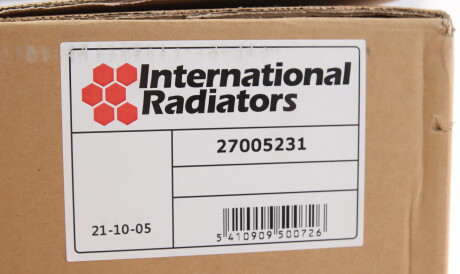 International
Radiators
27005231
21-10-05
5 410909 500726